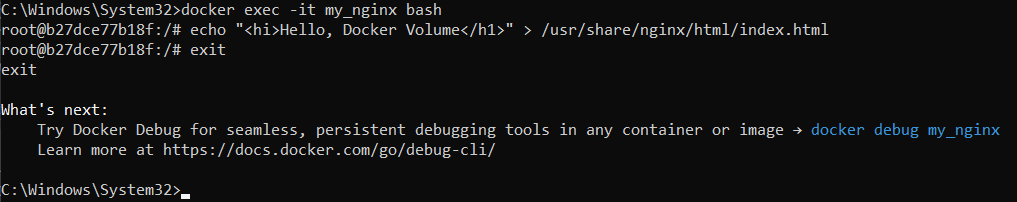 C:\Windows\System32>docker exec -it my_nginx bash
root@b27dce77b18f:/# echo "<hi>Hello, Docker Volume</h1>" > /usr/share/nginx/html/index.html
root@b27dce77b18f:/# exit
exit
What's next:
Try Docker Debug for seamless, persistent debugging tools in any container or image → docker debug my_nginx
Learn more at https://docs.docker.com/go/debug-cli/
C:\Windows\System32>